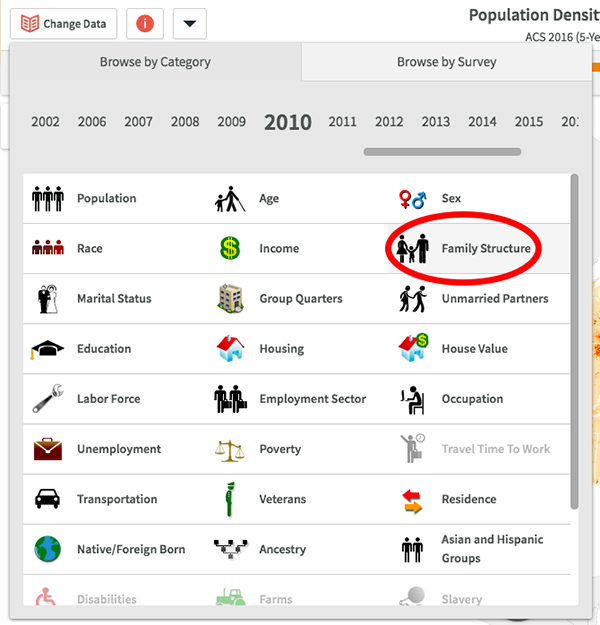 Change Data
Population Densit
ACS 2016 (5-Ye
Browse by Category
Browse by Survey
2002 2006 2007 2008 2009 2010 2011 2012 2013 2014 2015 201
Population
Age
Sex
Race
Income
Family Structure
Marital Status
Group Quarters
Unmarried Partners
Education
Housing
House Value
Labor Force
Employment Sector
Occupation
Unemployment
Poverty
Travel Time To Work
Transportation
Veterans
Residence
Native/Foreign Born
Ancestry
Asian and Hispanic
Groups
Disabilities
Farms
Slavery